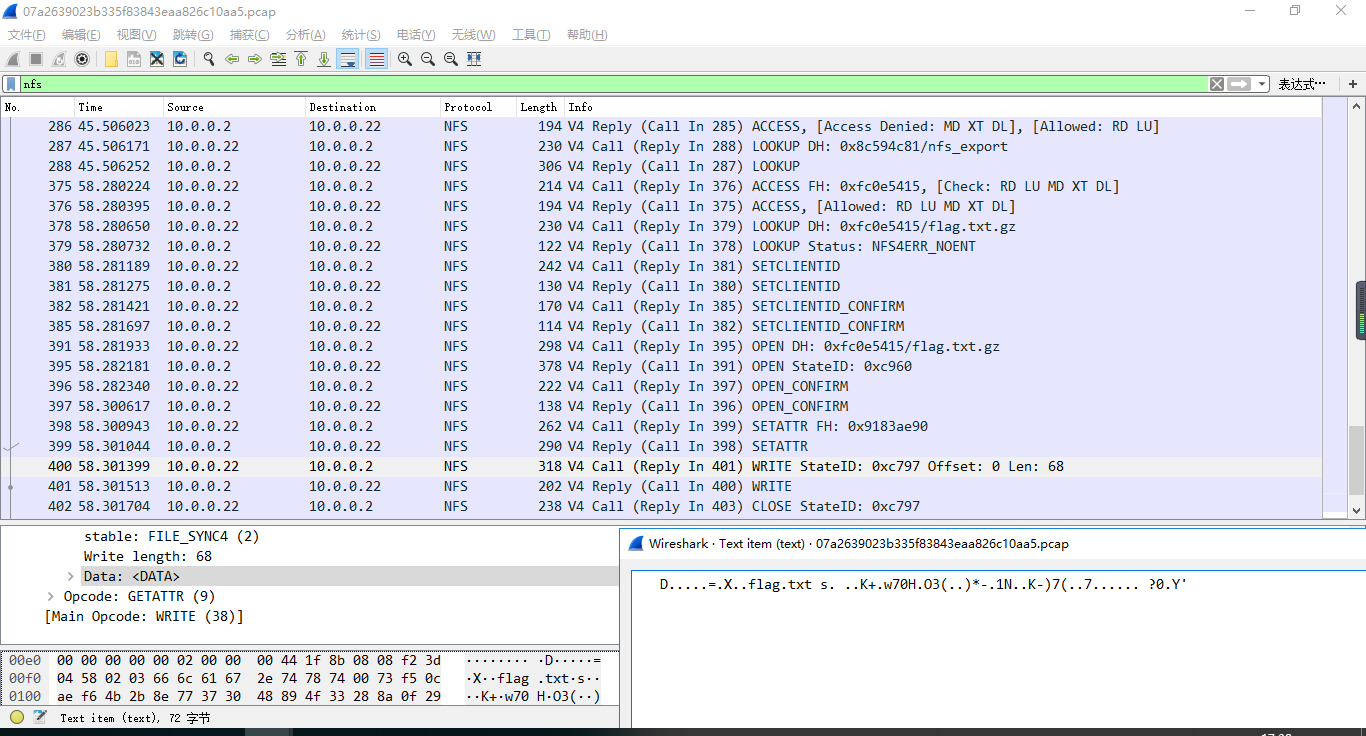 07a2639023b335f83843eaa826c10aa5.pcap
文件(F) 编辑(E) 视图(V) 跳转(G) 捕获(C) 分析(A) 统计(S) 电话(Y) 无线(W) 工具(T) 帮助(H)
nfs 表达式… +
No. Time Source Destination Protocol Length Info
286 45.506023 10.0.0.2 10.0.0.22 NFS 194 V4 Reply (Call In 285) ACCESS, [Access Denied: MD XT DL], [Allowed: RD LU]
287 45.506171 10.0.0.22 10.0.0.2 NFS 230 V4 Call (Reply In 288) LOOKUP DH: 0x8c594c81/nfs_export
288 45.506252 10.0.0.2 10.0.0.22 NFS 306 V4 Reply (Call In 287) LOOKUP
375 58.280224 10.0.0.22 10.0.0.2 NFS 214 V4 Call (Reply In 376) ACCESS FH: 0xfc0e5415, [Check: RD LU MD XT DL]
376 58.280395 10.0.0.2 10.0.0.22 NFS 194 V4 Reply (Call In 375) ACCESS, [Allowed: RD LU MD XT DL]
378 58.280650 10.0.0.22 10.0.0.2 NFS 230 V4 Call (Reply In 379) LOOKUP DH: 0xfc0e5415/flag.txt.gz
379 58.280732 10.0.0.2 10.0.0.22 NFS 122 V4 Reply (Call In 378) LOOKUP Status: NFS4ERR_NOENT
380 58.281189 10.0.0.22 10.0.0.2 NFS 242 V4 Call (Reply In 381) SETCLIENTID
381 58.281275 10.0.0.2 10.0.0.22 NFS 130 V4 Reply (Call In 380) SETCLIENTID
382 58.281421 10.0.0.22 10.0.0.2 NFS 170 V4 Call (Reply In 385) SETCLIENTID_CONFIRM
385 58.281697 10.0.0.2 10.0.0.22 NFS 114 V4 Reply (Call In 382) SETCLIENTID_CONFIRM
391 58.281933 10.0.0.22 10.0.0.2 NFS 298 V4 Call (Reply In 395) OPEN DH: 0xfc0e5415/flag.txt.gz
395 58.282181 10.0.0.2 10.0.0.22 NFS 378 V4 Reply (Call In 391) OPEN StateID: 0xc960
396 58.282340 10.0.0.22 10.0.0.2 NFS 222 V4 Call (Reply In 397) OPEN_CONFIRM
397 58.300617 10.0.0.2 10.0.0.22 NFS 138 V4 Reply (Call In 396) OPEN_CONFIRM
398 58.300943 10.0.0.22 10.0.0.2 NFS 262 V4 Call (Reply In 399) SETATTR FH: 0x9183ae90
399 58.301044 10.0.0.2 10.0.0.22 NFS 290 V4 Reply (Call In 398) SETATTR
400 58.301399 10.0.0.22 10.0.0.2 NFS 318 V4 Call (Reply In 401) WRITE StateID: 0xc797 Offset: 0 Len: 68
401 58.301513 10.0.0.2 10.0.0.22 NFS 202 V4 Reply (Call In 400) WRITE
402 58.301704 10.0.0.22 10.0.0.2 NFS 238 V4 Call (Reply In 403) CLOSE StateID: 0xc797
stable: FILE_SYNC4 (2)
Write length: 68
Data: <DATA>
Opcode: GETATTR (9)
[Main Opcode: WRITE (38)]
00e0 00 00 00 00 00 02 00 00 00 44 1f 8b 08 08 f2 3d ········ ·D·····=
00f0 04 58 02 03 66 6c 61 67 2e 74 78 74 00 73 f5 0c ·X··flag .txt·s··
0100 ae f6 4b 2b 8e 77 37 30 48 89 4f 33 28 8a 0f 29 ··K+·w70 H·O3(··)
Text item (text), 72 字节
Wireshark · Text item (text) · 07a2639023b335f83843eaa826c10aa5.pcap
D.....=.X..flag.txt s. ..K+.w70H.O3(..)*-.1N..K-)7(..7...... ?0.Y'